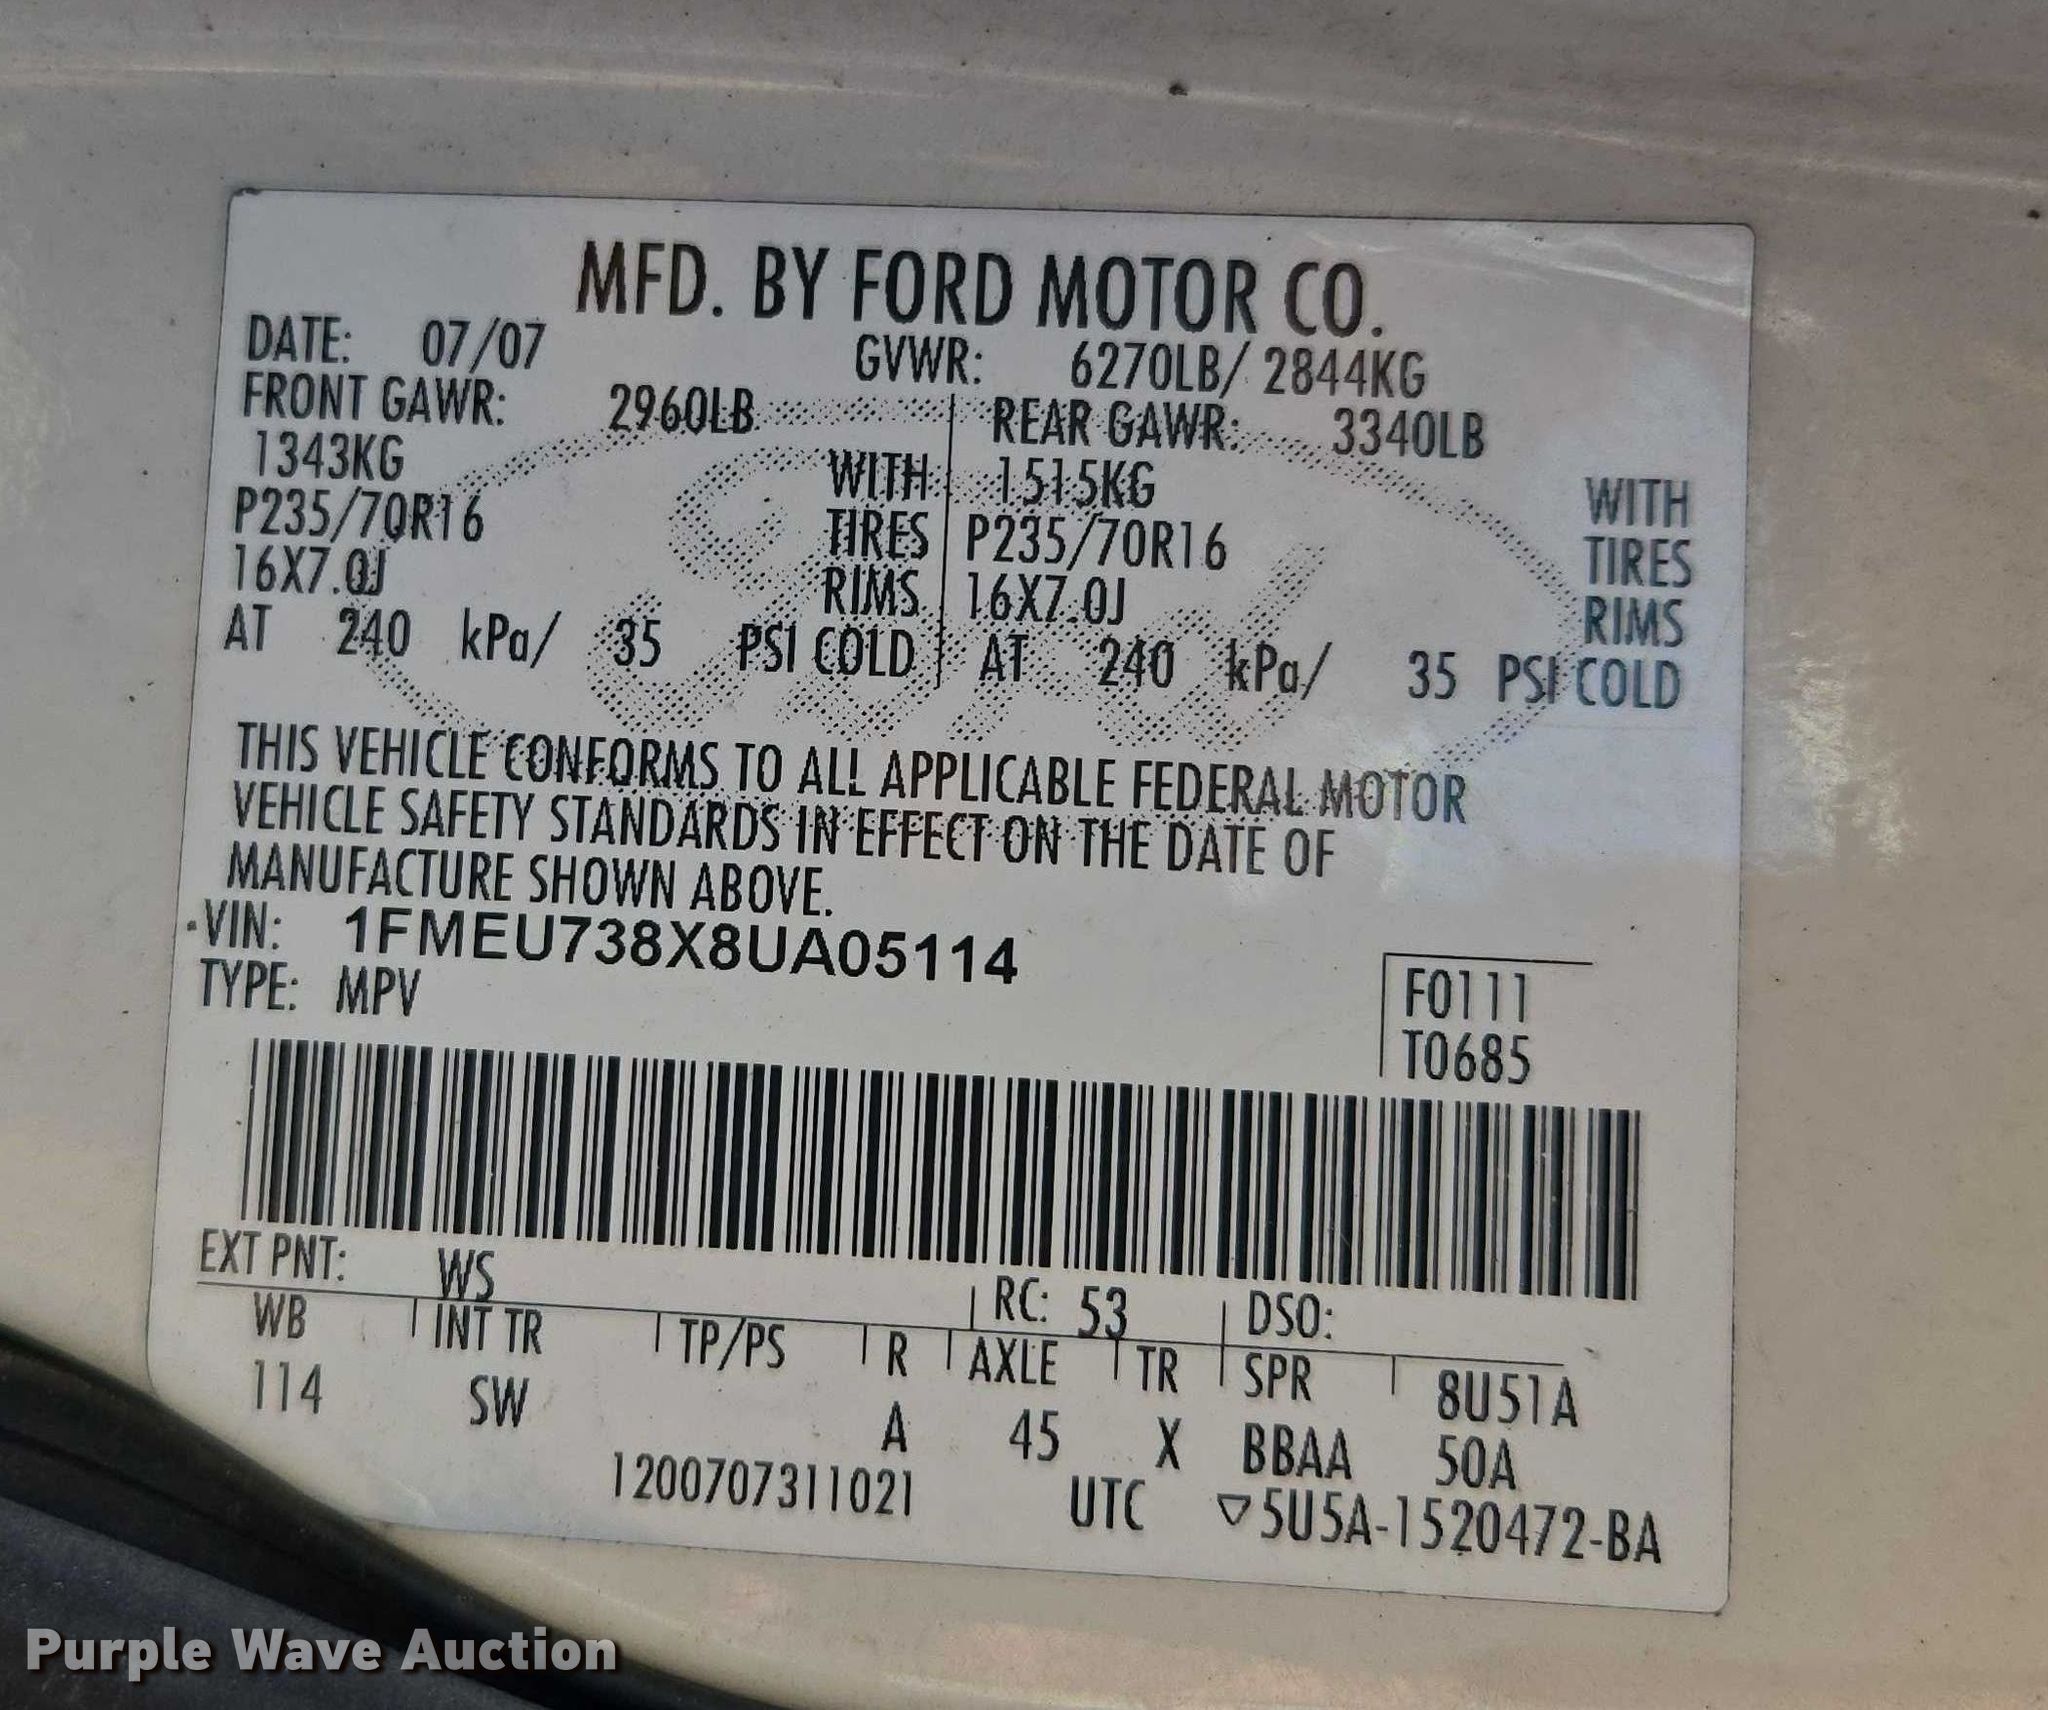 MFD. BY FORD MOTOR CO.
DATE: 07/07 GVWR: 6270LB/ 2844KG
FRONT GAWR: 2960LB REAR GAWR: 3340LB
1343KG WITH 1515KG WITH
P235/70R16 TIRES P235/70R16 TIRES
16X7.0J RIMS 16X7.0J RIMS
AT 240 kPa/ 35 PSI COLD AT 240 kPa/ 35 PSI COLD
THIS VEHICLE CONFORMS TO ALL APPLICABLE FEDERAL MOTOR
VEHICLE SAFETY STANDARDS IN EFFECT ON THE DATE OF
MANUFACTURE SHOWN ABOVE.
VIN: 1FMEU738X8UA05114
TYPE: MPV
F0111
T0685
EXT PNT: WS RC: 53 DSO:
WB INT TR TP/PS R AXLE TR SPR 8U51A
114 SW A 45 X BBAA 50A
1200707311021 UTC ▽5U5A-1520472-BA
Ford
Purple Wave Auction